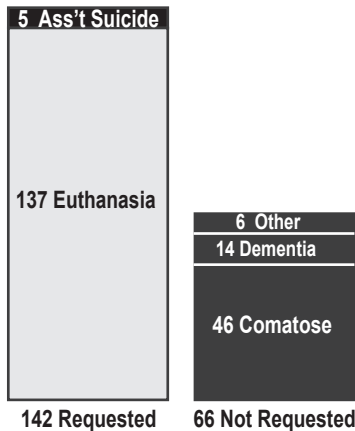 5 Ass't Suicide
137 Euthanasia
6 Other
14 Dementia
46 Comatose
142 Requested
66 Not Requested